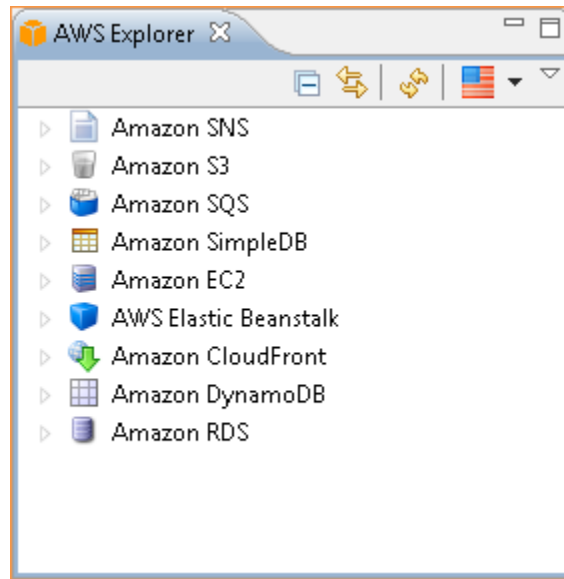 AWS Explorer
Amazon SNS
Amazon S3
Amazon SQS
Amazon SimpleDB
Amazon EC2
AWS Elastic Beanstalk
Amazon CloudFront
Amazon DynamoDB
Amazon RDS